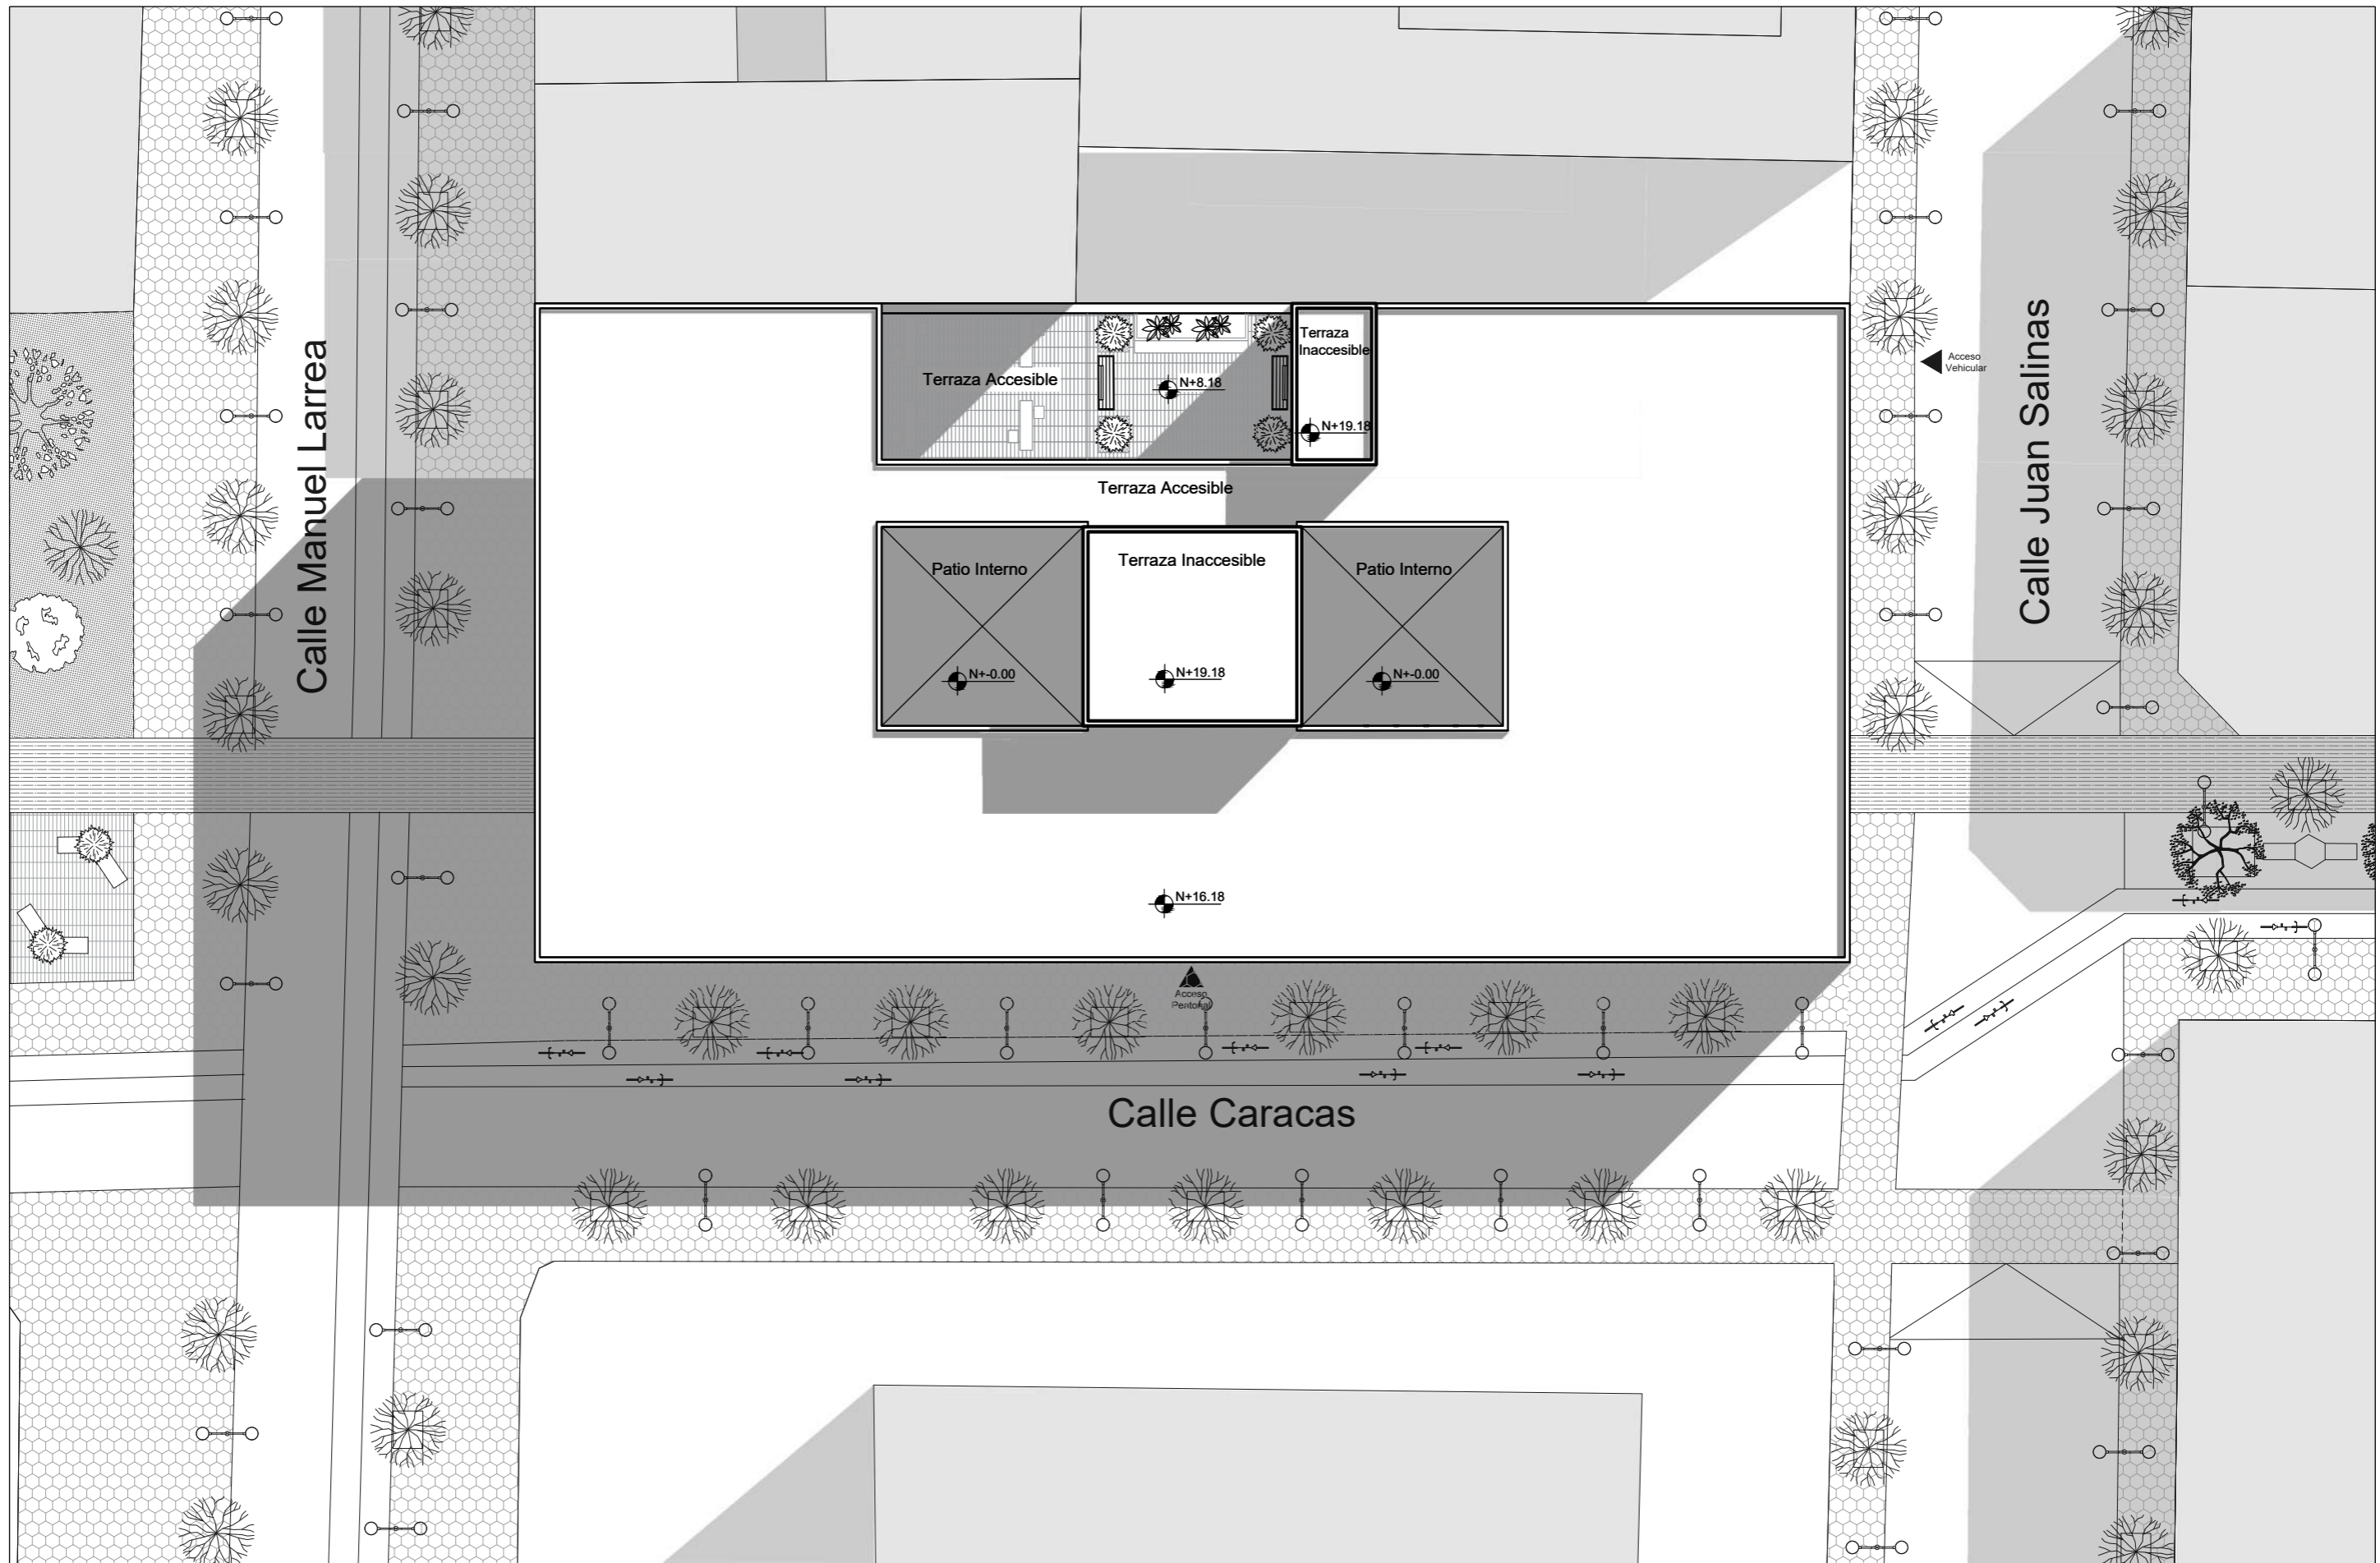 Terraza
Inaccesible
Terraza Accesible
N+8.18
N+19.18
Terraza Accesible
Patio Interno
Terraza Inaccesible
Patio Interno
N+-0.00
N+19.18
N+-0.00
N+16.18
Calle Manuel Larrea
Calle Juan Salinas
Acceso
Vehicular
Acceso
Pentonal
Calle Caracas